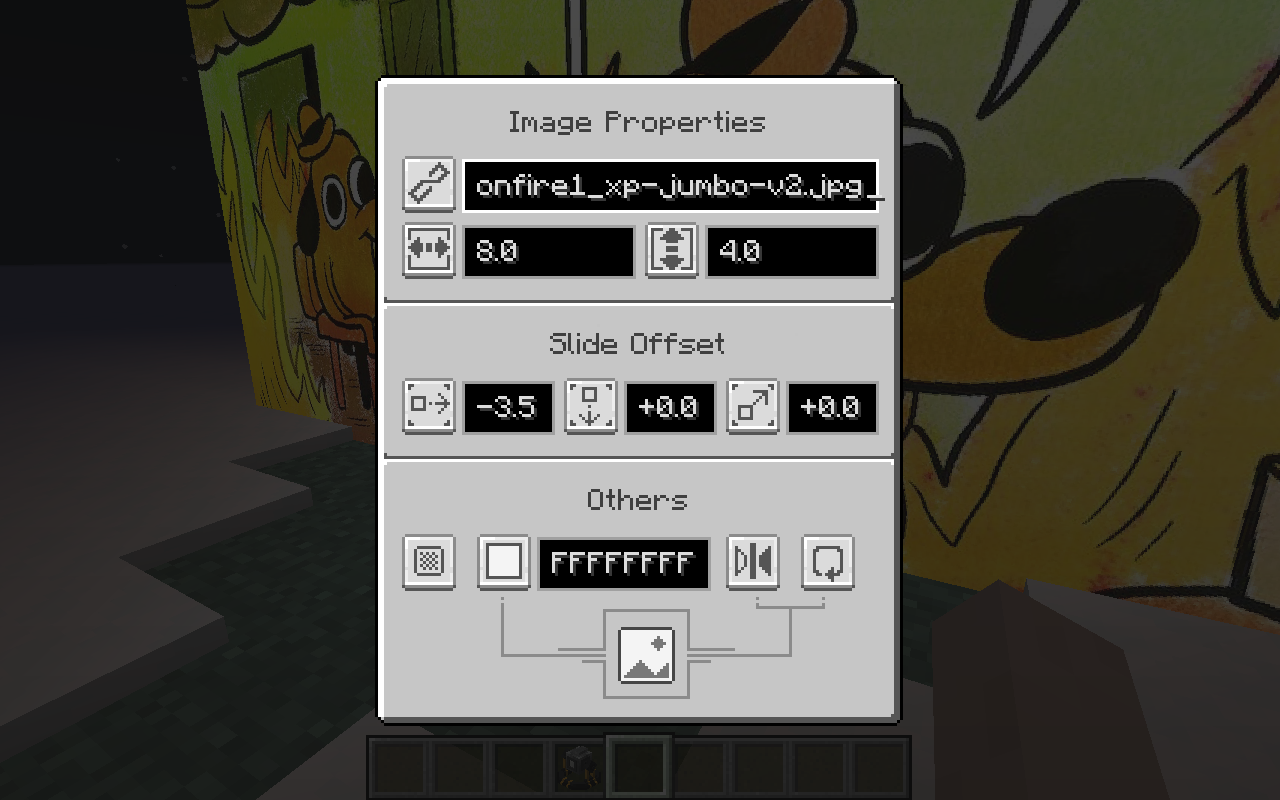 Image Properties
onfire1_xp-jumbo-v2.jpg_
8.0 4.0
Slide Offset
-3.5 +0.0 +0.0
Others
FFFFFFFF